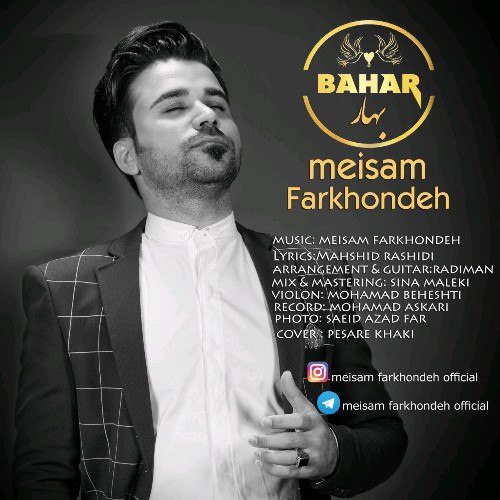 BAHAR
بهار
meisam
Farkhondeh
MUSIC: MEISAM FARKHONDEH
LYRICS:MAHSHID RASHIDI
ARRANGEMENT & GUITAR:RADIMAN
MIX & MASTERING: SINA MALEKI
VIOLON: MOHAMAD BEHESHTI
RECORD: MOHAMAD ASKARI
PHOTO: SAEID AZAD FAR
COVER : PESARE KHAKI
meisam farkhondeh official
meisam farkhondeh official